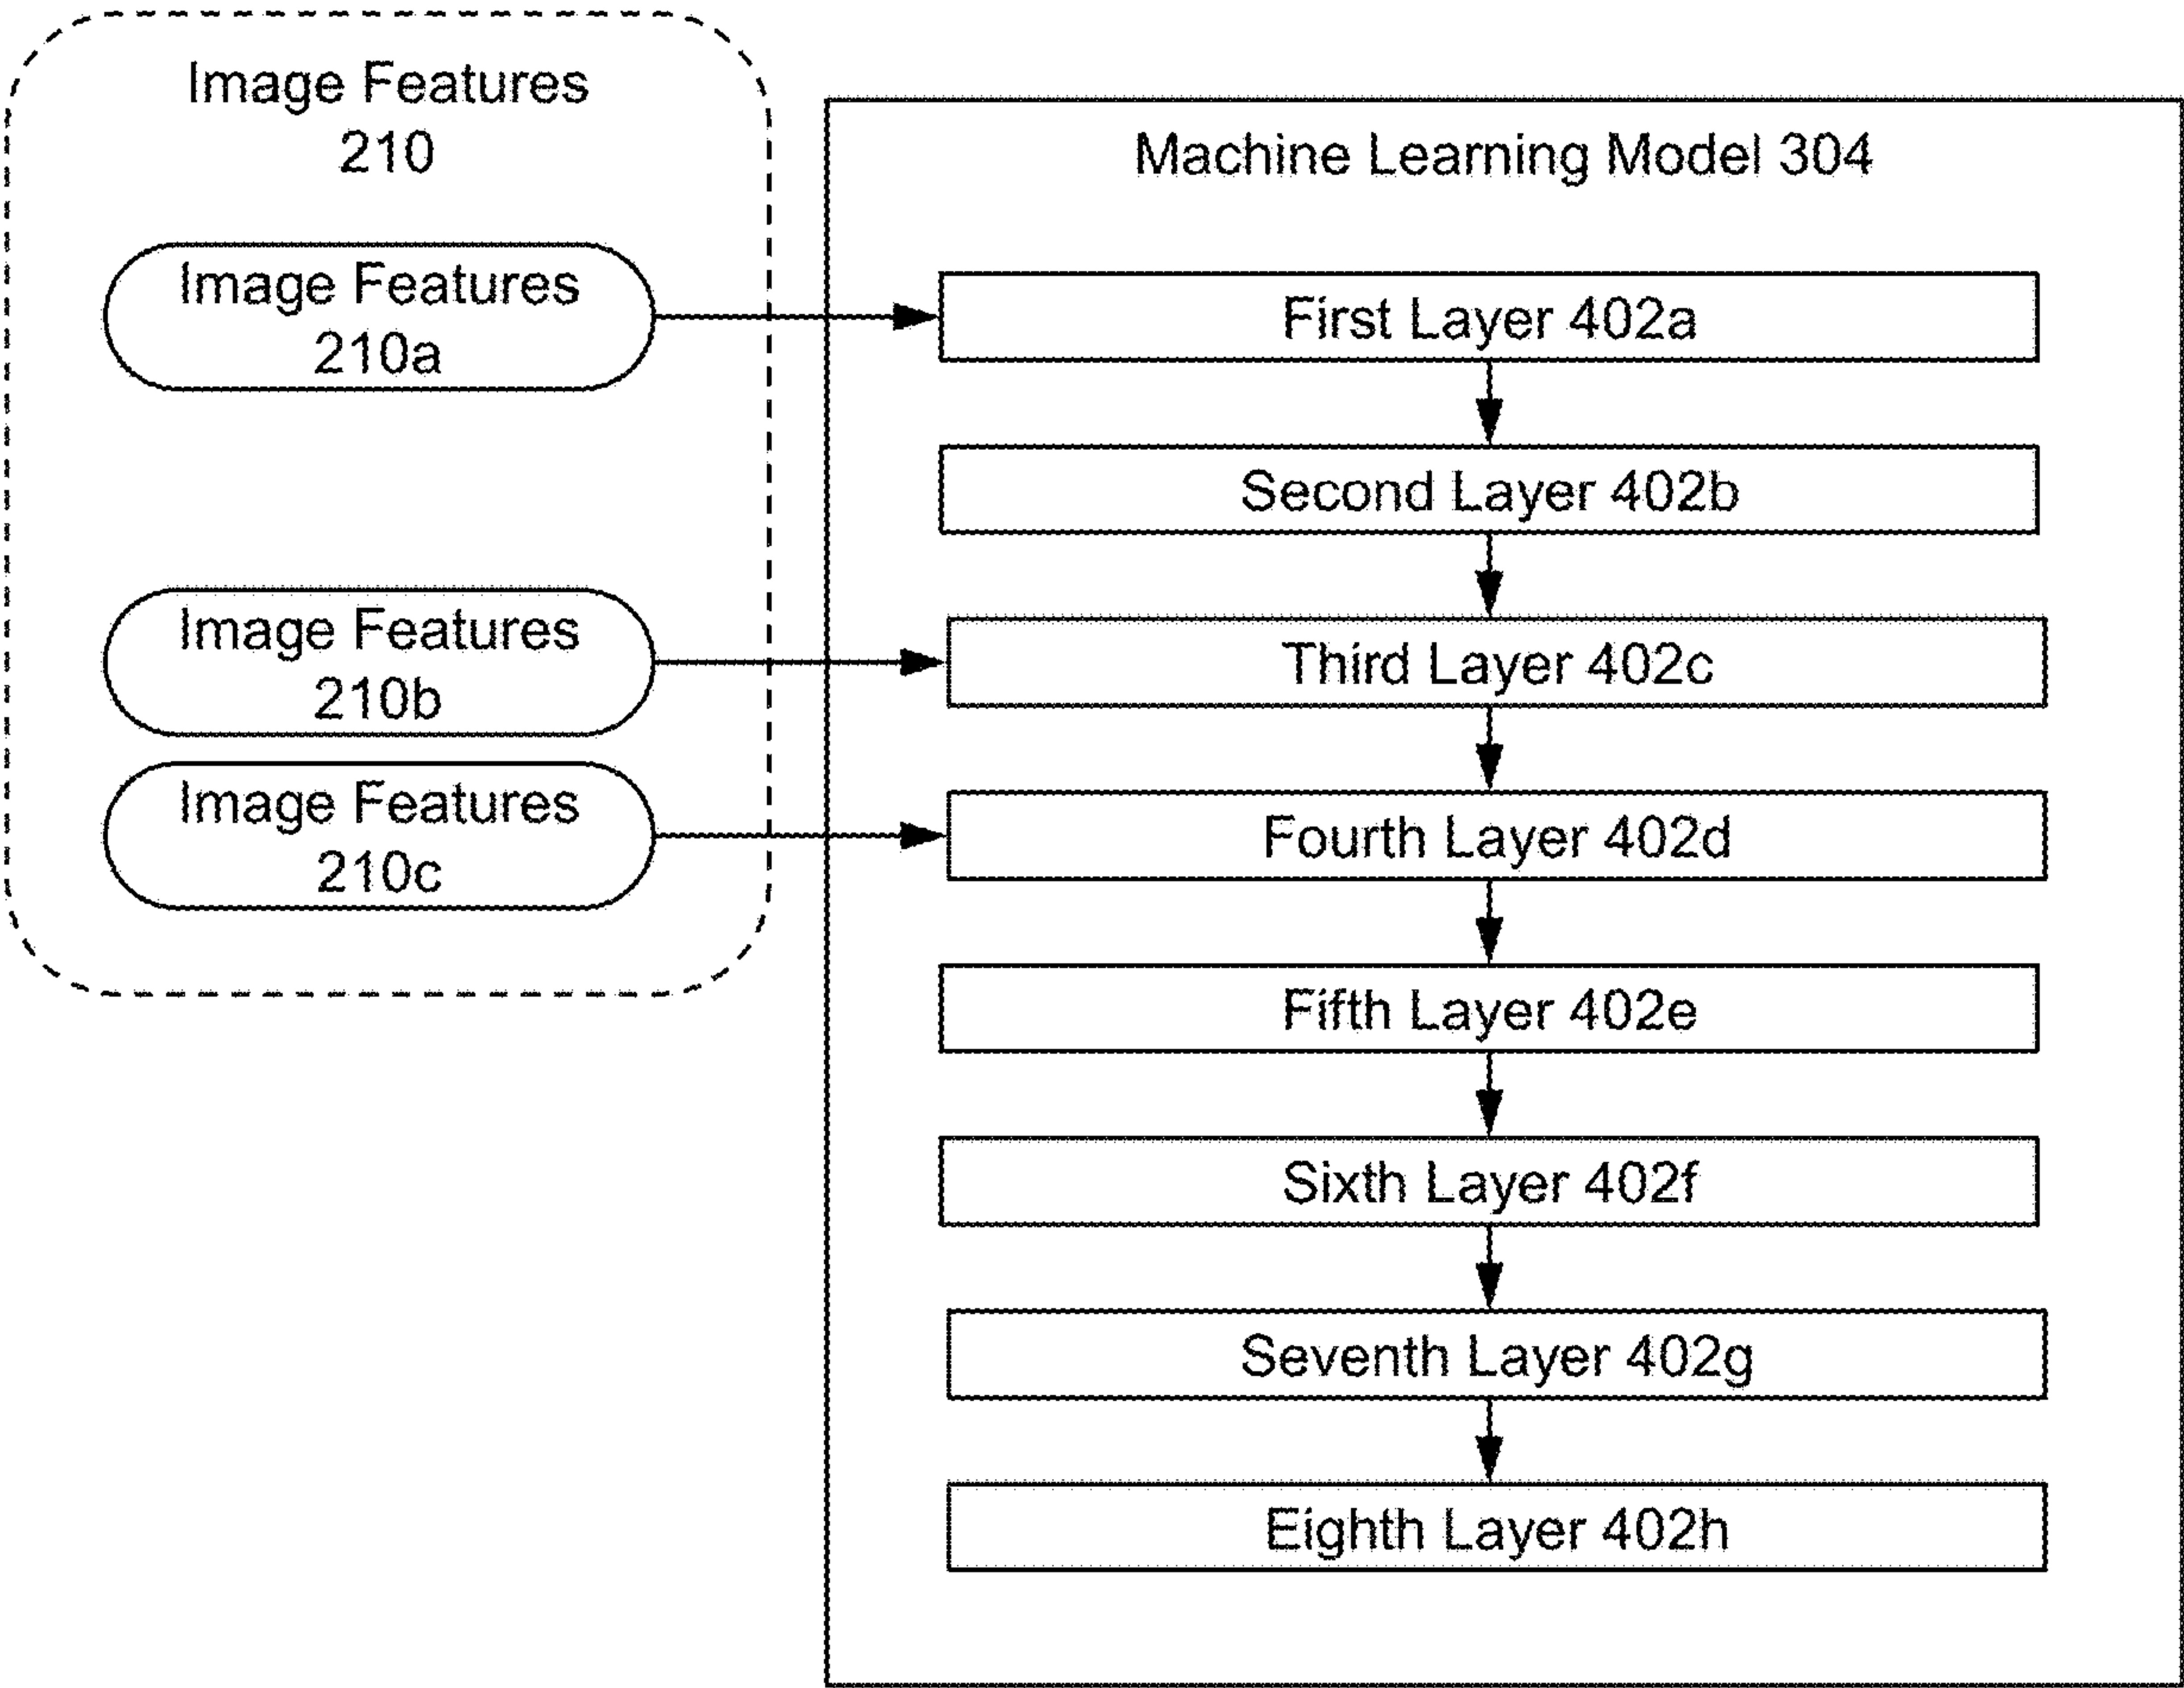 Image Features
210
Image Features
210a
Image Features
210b
Image Features
210c
Machine Learning Model 304
First Layer 402a
Second Layer 402b
Third Layer 402c
Fourth Layer 402d
Fifth Layer 402e
Sixth Layer 402f
Seventh Layer 402g
Eighth Layer 402h